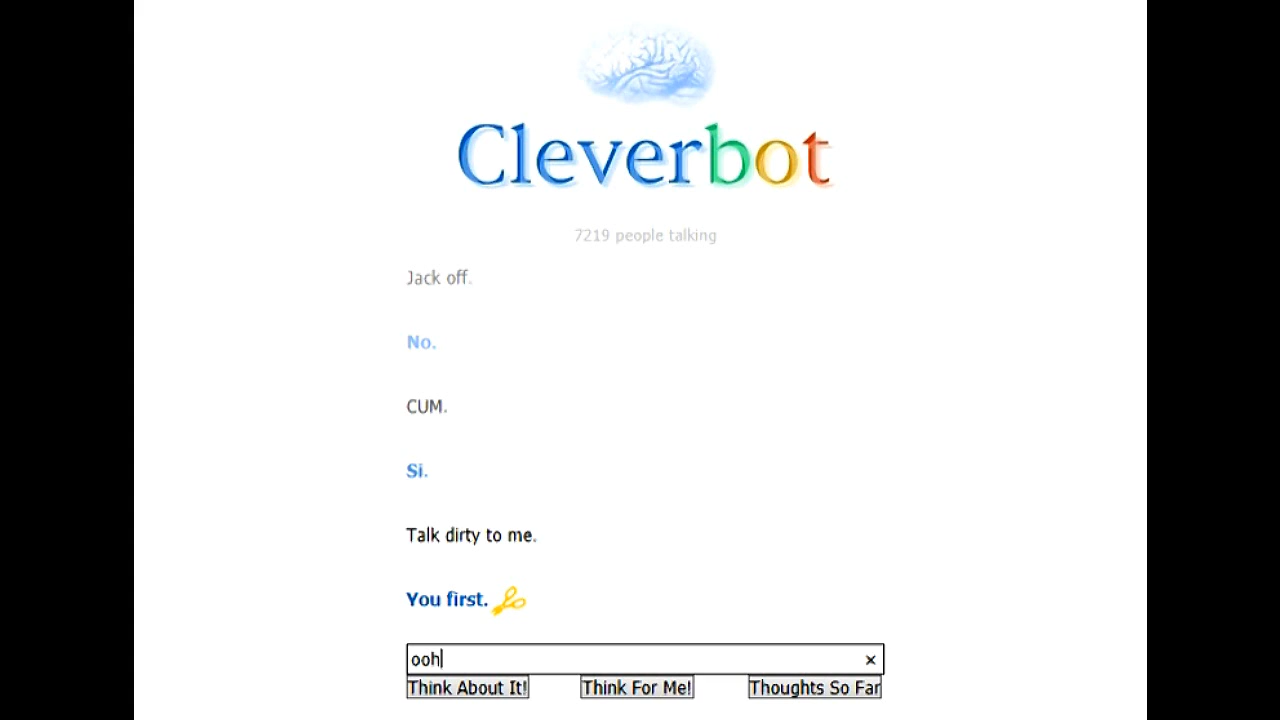 Cleverbot
7219 people talking
Jack off.
No.
CUM.
Si.
Talk dirty to me.
You first.
ooh
×
Think About It! Think For Me! Thoughts So Far